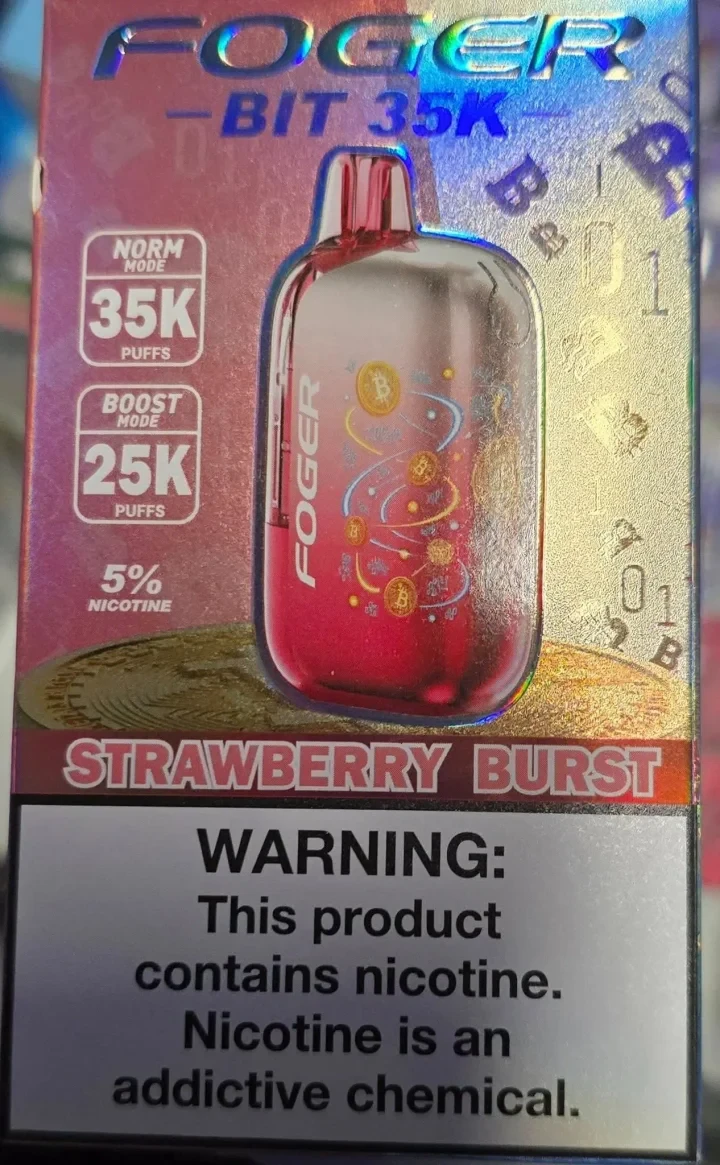 FOGER
BIT 35K
NORM
MODE
35K
PUFFS
BOOST
MODE
25K
PUFFS
5%
NICOTINE
FOGER
STRAWBERRY BURST
WARNING:
This product
contains nicotine.
Nicotine is an
addictive chemical.